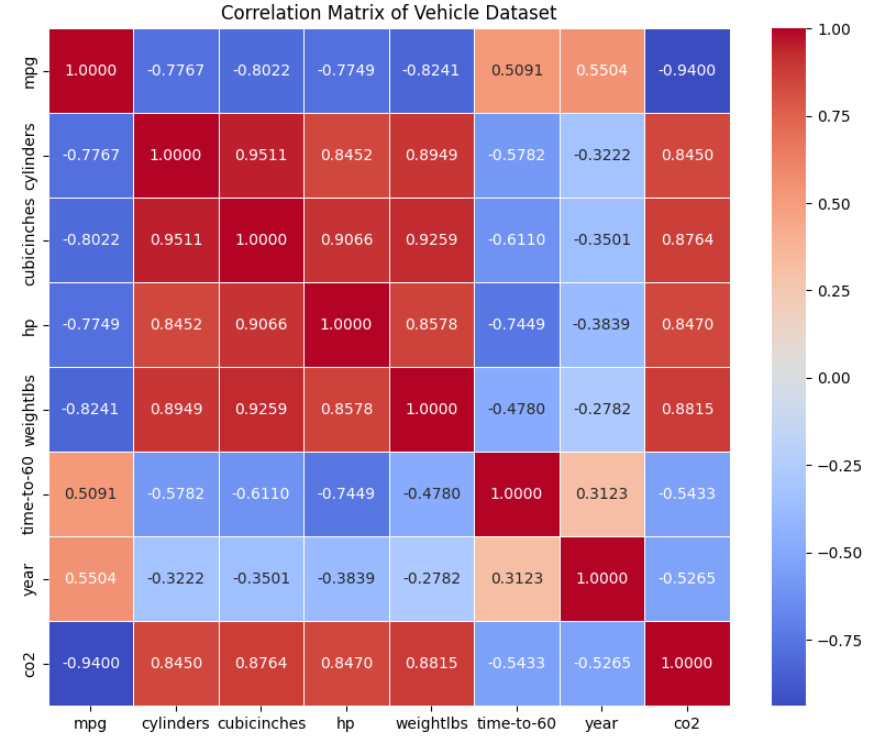 Correlation Matrix of Vehicle Dataset
mpg 1.0000 -0.7767 -0.8022 -0.7749 -0.8241 0.5091 0.5504 -0.9400
cylinders -0.7767 1.0000 0.9511 0.8452 0.8949 -0.5782 -0.3222 0.8450
cubicinches -0.8022 0.9511 1.0000 0.9066 0.9259 -0.6110 -0.3501 0.8764
hp -0.7749 0.8452 0.9066 1.0000 0.8578 -0.7449 -0.3839 0.8470
weightlbs -0.8241 0.8949 0.9259 0.8578 1.0000 -0.4780 -0.2782 0.8815
time-to-60 0.5091 -0.5782 -0.6110 -0.7449 -0.4780 1.0000 0.3123 -0.5433
year 0.5504 -0.3222 -0.3501 -0.3839 -0.2782 0.3123 1.0000 -0.5265
co2 -0.9400 0.8450 0.8764 0.8470 0.8815 -0.5433 -0.5265 1.0000
mpg cylinders cubicinches hp weightlbs time-to-60 year co2
1.00
0.75
0.50
0.25
0.00
−0.25
−0.50
−0.75